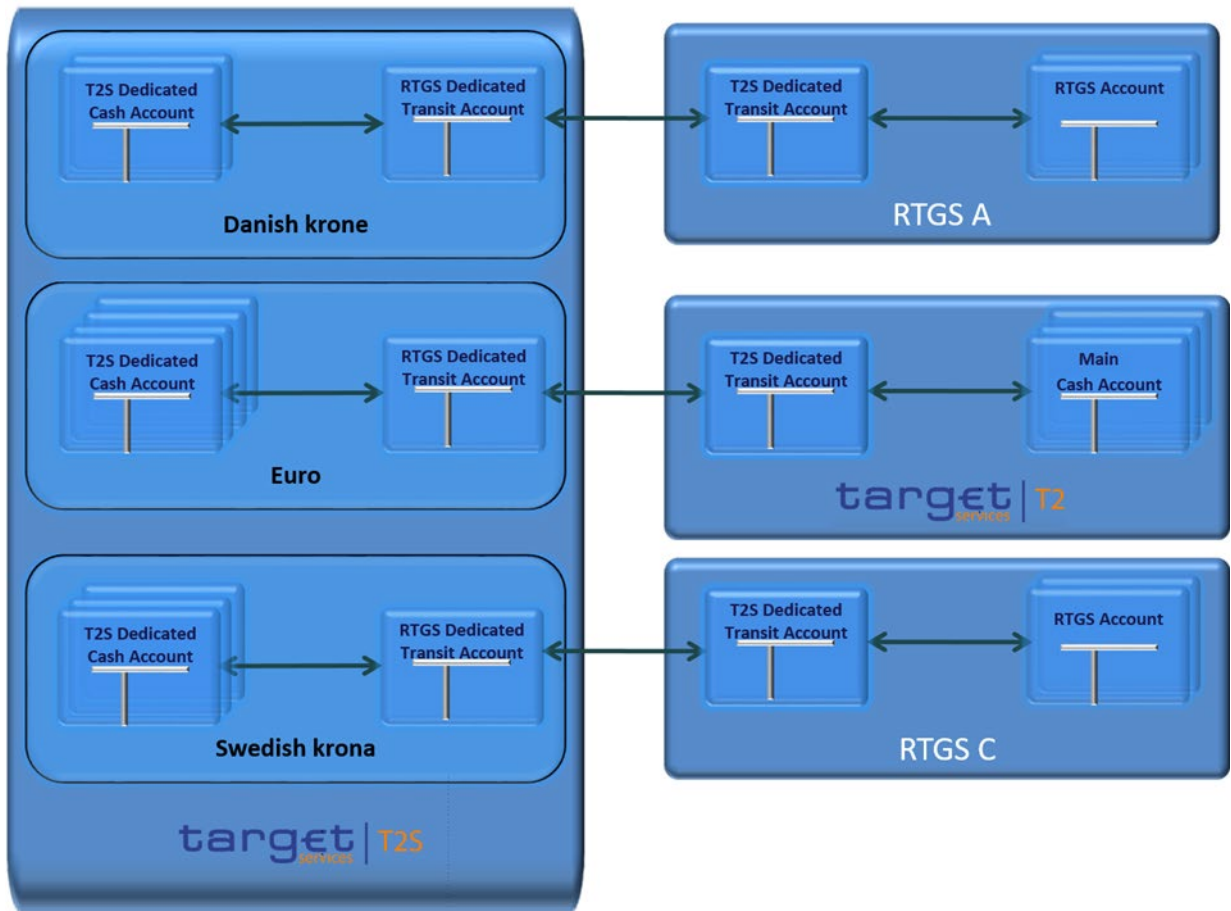 T2S Dedicated
Cash Account
RTGS Dedicated
Transit Account
T2S Dedicated
Transit Account
RTGS Account
Danish krone
RTGS A
T2S Dedicated
Cash Account
RTGS Dedicated
Transit Account
T2S Dedicated
Transit Account
Main
Cash Account
Euro
target services | T2
T2S Dedicated
Cash Account
RTGS Dedicated
Transit Account
T2S Dedicated
Transit Account
RTGS Account
Swedish krona
RTGS C
target services | T2S